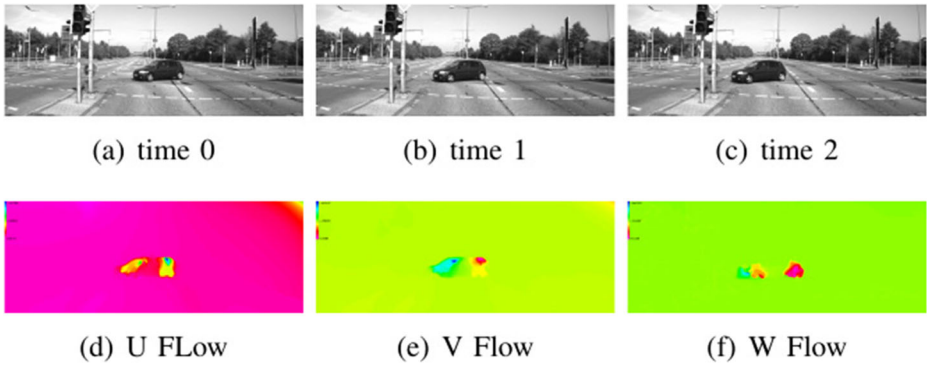 (a) time 0
(b) time 1
(c) time 2
(d) U FLow
(e) V Flow
(f) W Flow